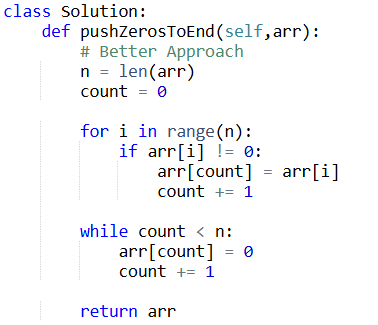 class Solution:
    def pushZerosToEnd(self,arr):
        # Better Approach
        n = len(arr)
        count = 0

        for i in range(n):
            if arr[i] != 0:
                arr[count] = arr[i]
                count += 1

        while count < n:
            arr[count] = 0
            count += 1

        return arr